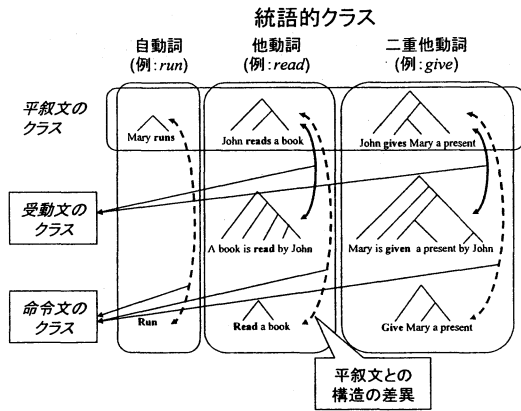 統語的クラス
自動詞
(例:run)
他動詞
(例:read)
二重他動詞
(例:give)
平叙文の
クラス
Mary runs
John reads a book
John gives Mary a present
受動文の
クラス
A book is read by John
Mary is given a present by John
命令文の
クラス
Run
Read a book
Give Mary a present
平叙文との
構造の差異